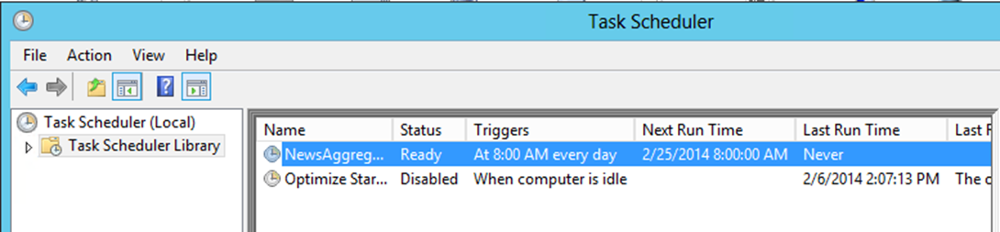 Task Scheduler
File Action View Help
Task Scheduler (Local)
Task Scheduler Library
Name Status Triggers Next Run Time Last Run Time Last R
NewsAggreg... Ready At 8:00 AM every day 2/25/2014 8:00:00 AM Never
Optimize Star... Disabled When computer is idle 2/6/2014 2:07:13 PM The c